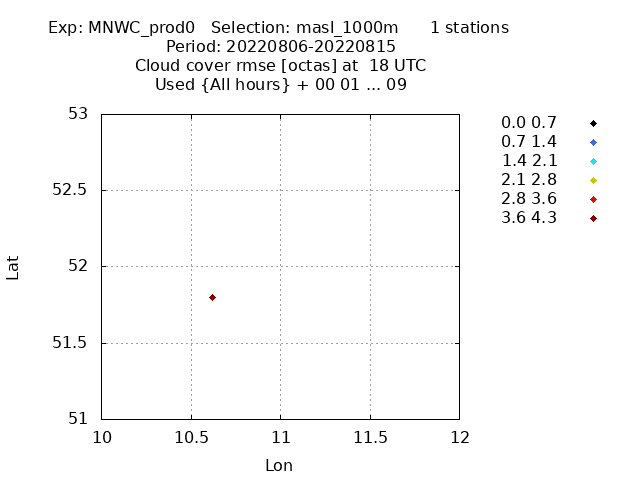 Exp: MNWC_prod0   Selection: masl_1000m      1 stations
Period: 20220806-20220815
Cloud cover rmse [octas] at  18 UTC
Used {All hours} + 00 01 ... 09
53
52.5
52
51.5
51
Lat
10
10.5
11
11.5
12
Lon
0.0 0.7
0.7 1.4
1.4 2.1
2.1 2.8
2.8 3.6
3.6 4.3